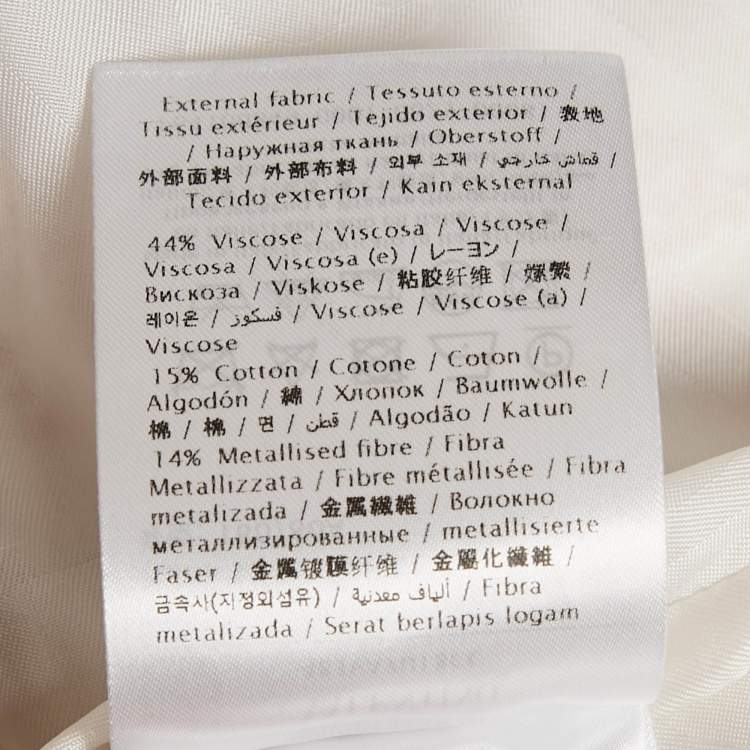 External fabric / Tessuto esterno /
Tissu extérieur / Tejido exterior / 表地
/ Наружная ткань / Oberstoff /
外部面料 / 外部布料 / 외부 소재 / قماش خارجي /
Tecido exterior / Kain eksternal
44% Viscose / Viscosa / Viscose /
Viscosa / Viscosa (e) / レーヨン /
Вискоза / Viskose / 粘胶纤维 / 嫘縈 /
레이온 / فسكوز / Viscose / Viscose (a) /
Viscose
15% Cotton / Cotone / Coton /
Algodón / 綿 / Хлопок / Baumwolle /
棉 / 棉 / 면 / قطن / Algodão / Katun
14% Metallised fibre / Fibra
Metallizzata / Fibre métallisée / Fibra
metalizada / 金属繊維 / Волокно
металлизированные / metallisierte
Faser / 金属镀膜纤维 / 金屬化纖維 /
금속사(지정외섬유) / ألياف معدنية / Fibra
metalizada / Serat berlapis logam